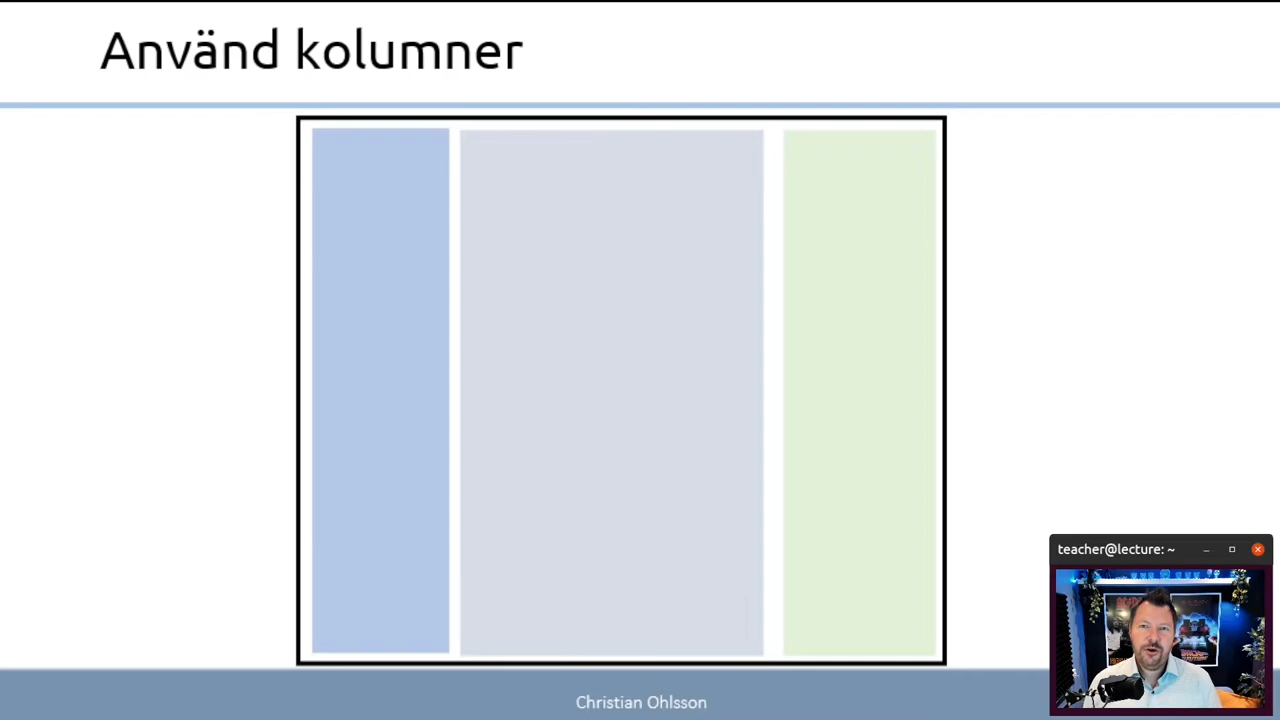 Använd kolumner
teacher@lecture: ~
Christian Ohlsson